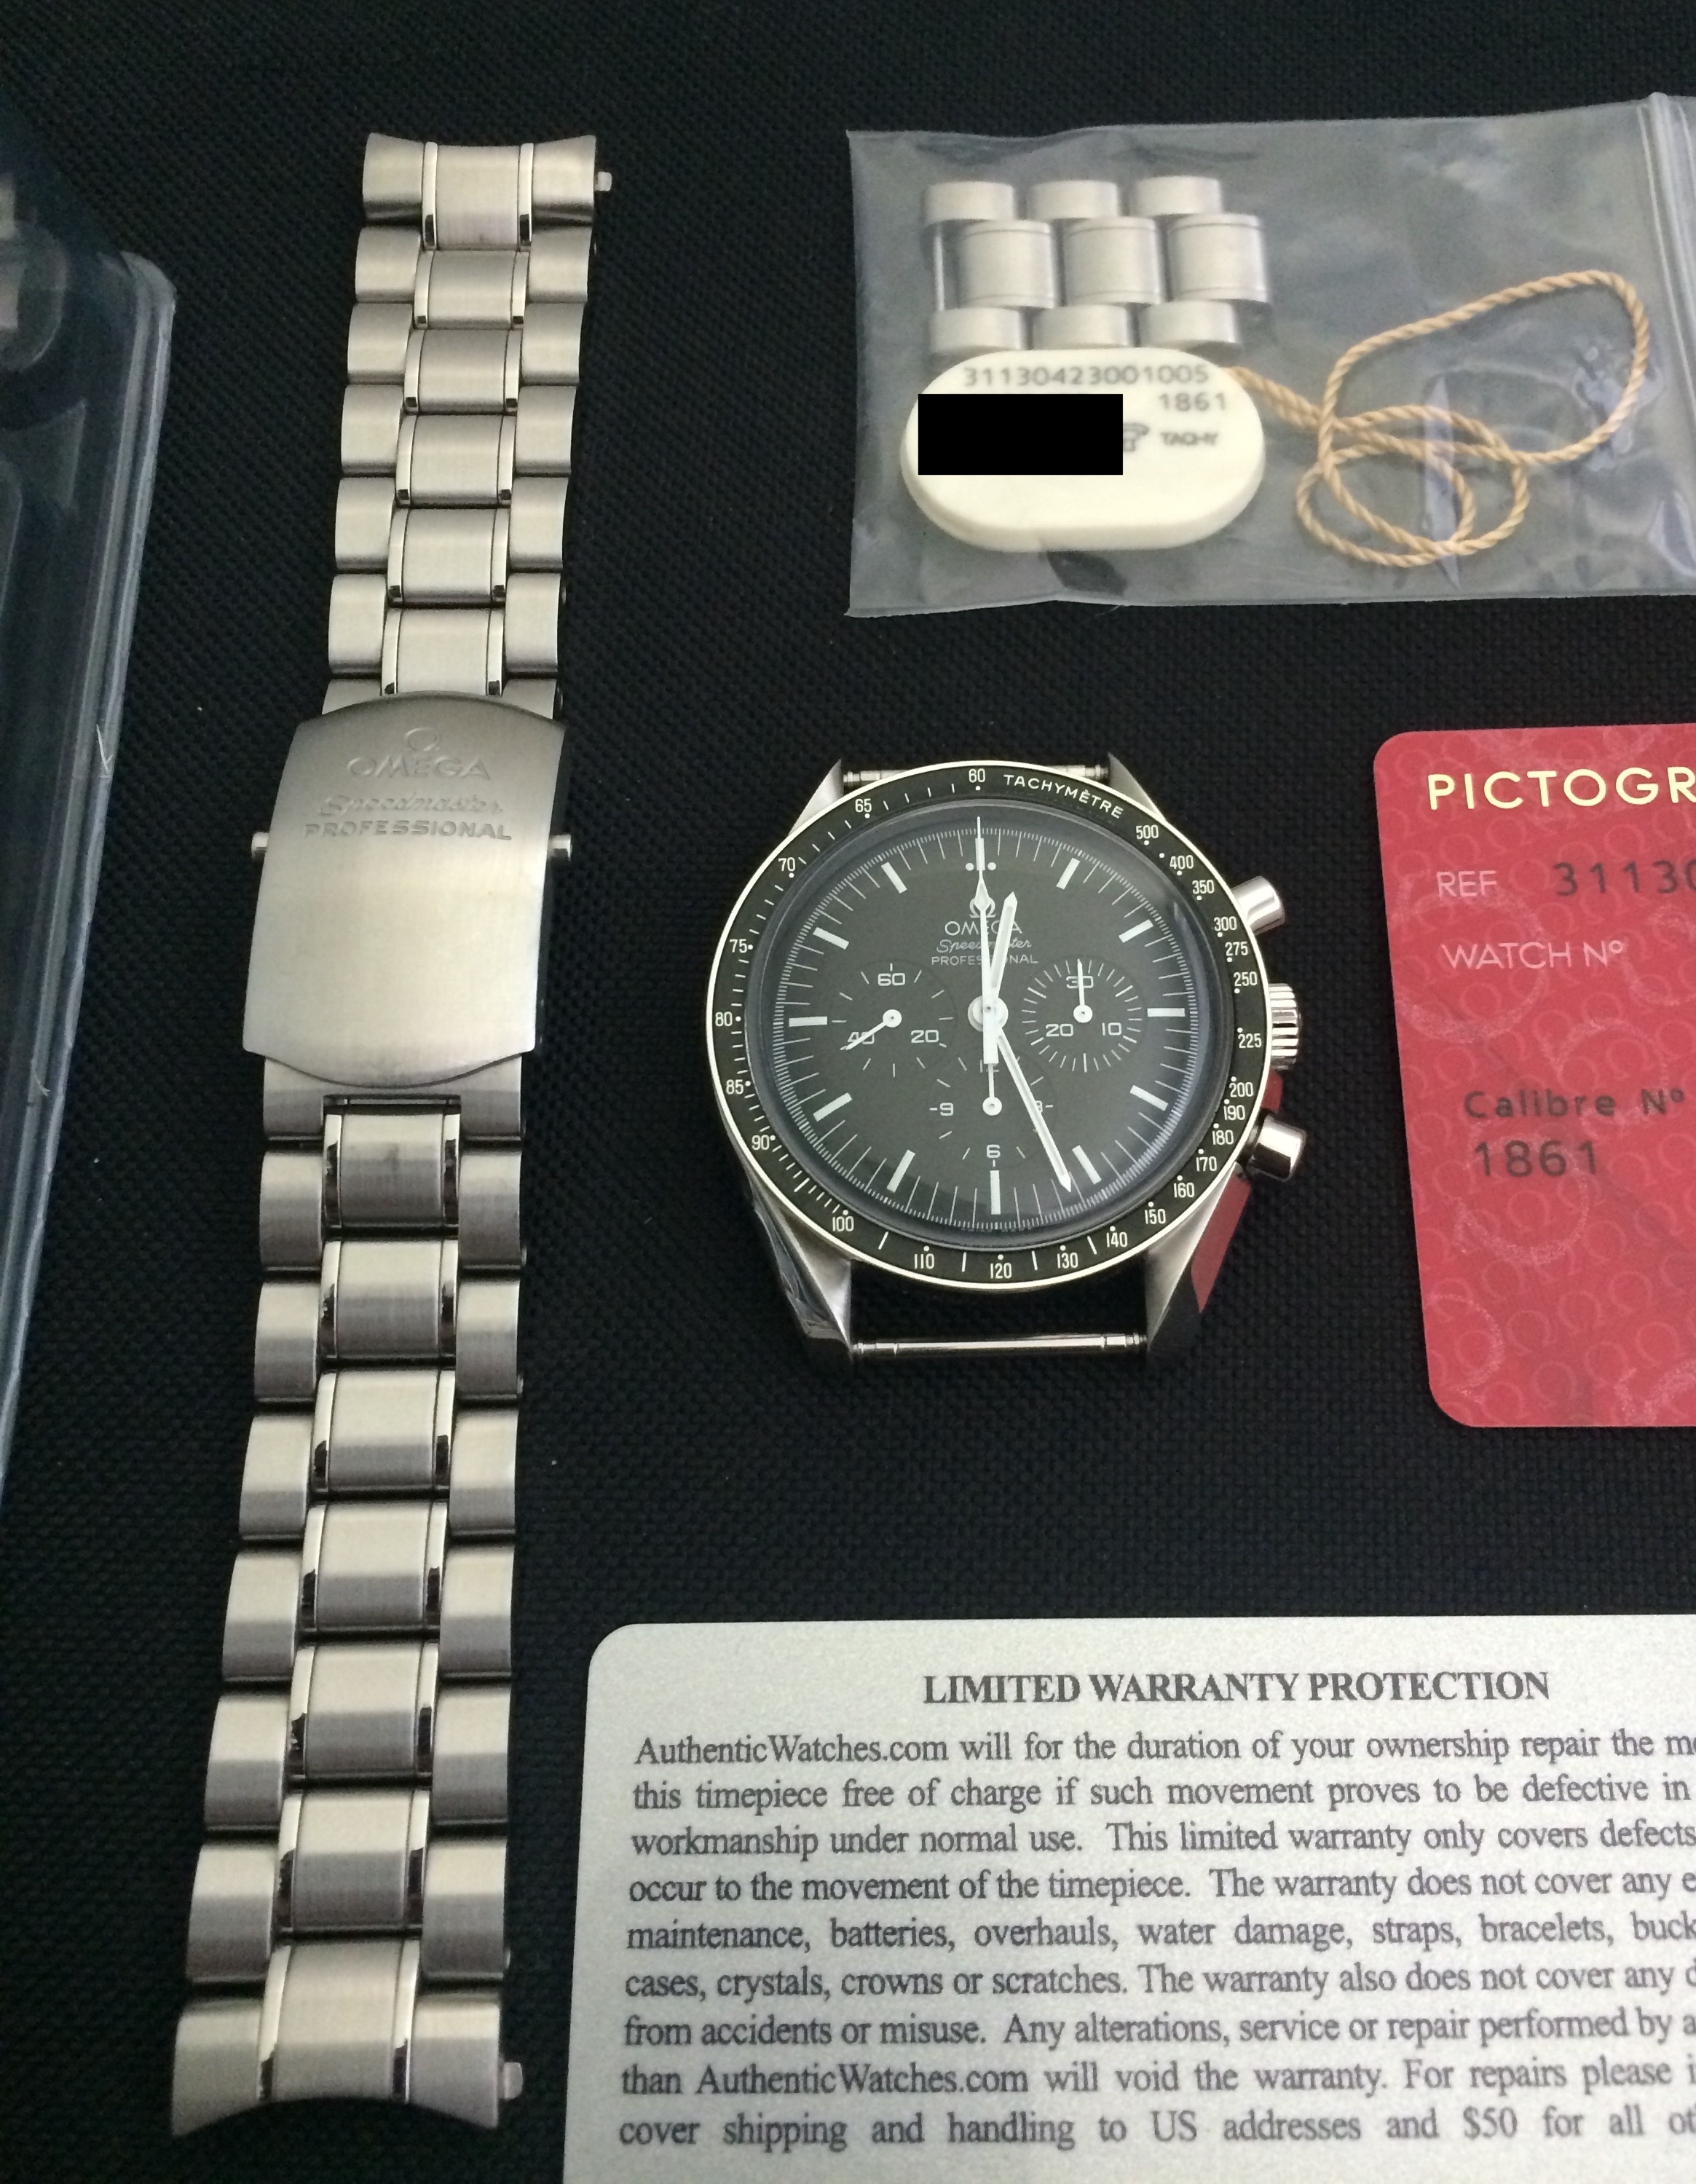 31130423001005
1861
TACHY
OMEGA
Speedmaster
PROFESSIONAL
60 TACHYMÈTRE
500
400
350
300
275
250
225
200
190
180
170
160
150
140
130
120
110
100
90
85
80
75
70
65
OMEGA
Speedmaster
PROFESSIONAL
60
20
40
30
10
20
12
3
6
9
PICTOGR
REF 31130
WATCH Nº
Calibre Nº
1861
LIMITED WARRANTY PROTECTION
AuthenticWatches.com will for the duration of your ownership repair the
this timepiece free of charge if such movement proves to be defective in
workmanship under normal use. This limited warranty only covers defects
occur to the movement of the timepiece. The warranty does not cover any
maintenance, batteries, overhauls, water damage, straps, bracelets, buck
cases, crystals, crowns or scratches. The warranty also does not cover any
from accidents or misuse. Any alterations, service or repair performed by
than AuthenticWatches.com will void the warranty. For repairs please
cover shipping and handling to US addresses and $50 for all